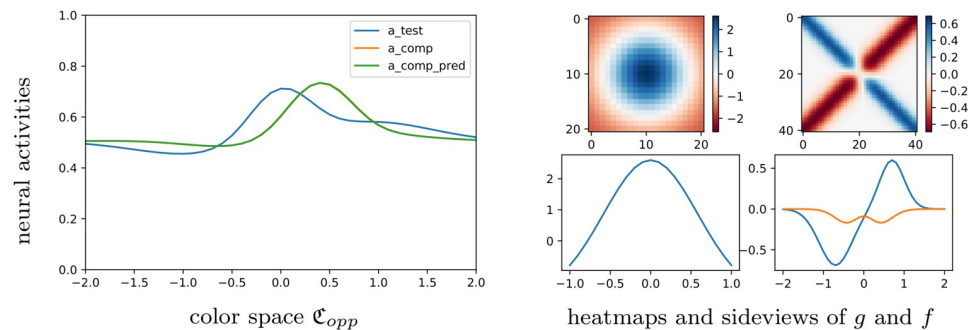 1.0
0.8
0.6
0.4
0.2
0.0
neural activities
a_test
a_comp
a_comp_pred
−2.0 −1.5 −1.0 −0.5 0.0 0.5 1.0 1.5 2.0
color space ℭopp
0
10
20
0 10 20
2
1
0
−1
−2
0
20
40
0 20 40
0.6
0.4
0.2
0.0
−0.2
−0.4
−0.6
2
1
0
−1.0 −0.5 0.0 0.5 1.0
0.5
0.0
−0.5
−2 −1 0 1 2
heatmaps and sideviews of g and f